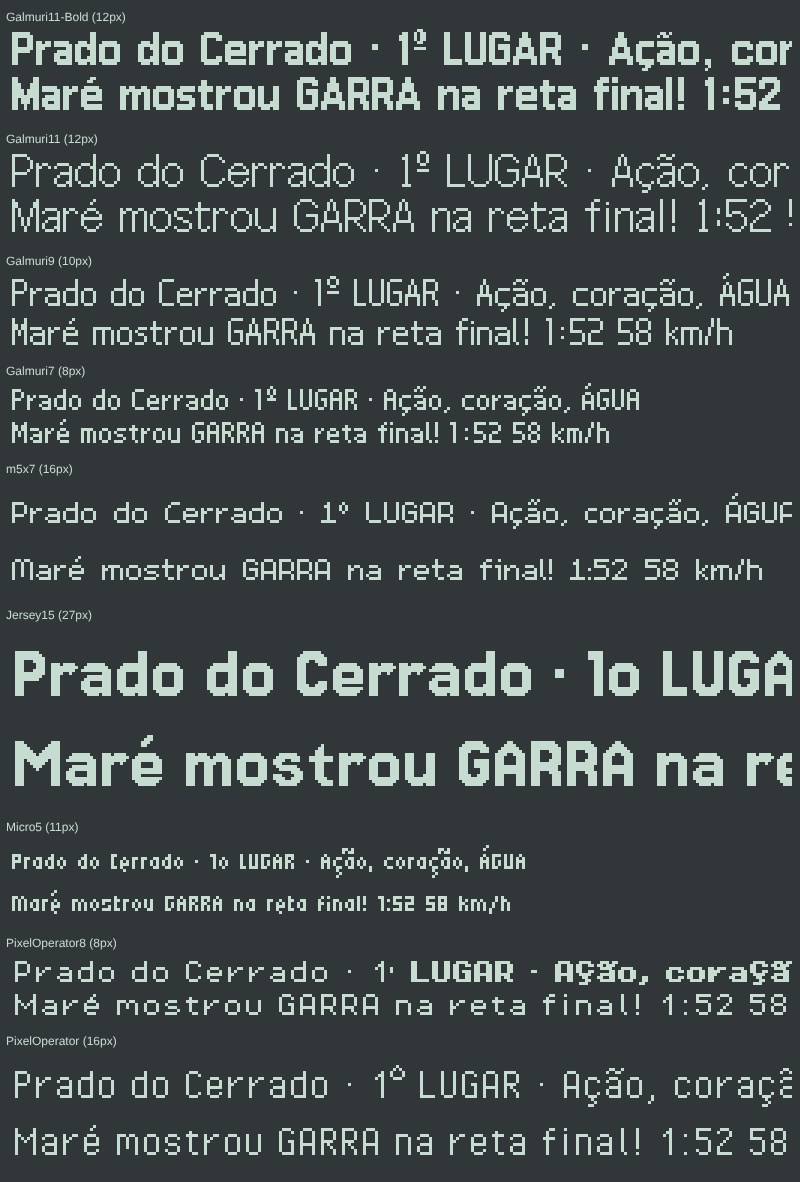 Galmuri11-Bold (12px)
Prado do Cerrado · 1º LUGAR · Ação, cor
Maré mostrou GARRA na reta final! 1:52
Galmuri11 (12px)
Prado do Cerrado · 1º LUGAR · Ação, cor
Maré mostrou GARRA na reta final! 1:52
Galmuri9 (10px)
Prado do Cerrado · 1º LUGAR · Ação, coração, ÁGUA
Maré mostrou GARRA na reta final! 1:52 58 km/h
Galmuri7 (8px)
Prado do Cerrado · 1º LUGAR · Ação, coração, ÁGUA
Maré mostrou GARRA na reta final! 1:52 58 km/h
m5x7 (16px)
Prado do Cerrado · 1º LUGAR · Ação, coração, ÁGUA
Maré mostrou GARRA na reta final! 1:52 58 km/h
Jersey15 (27px)
Prado do Cerrado · 1o LUGA
Maré mostrou GARRA na re
Micro5 (11px)
Prado do Cerrado · 1o LUGAR · Ação, coração, ÁGUA
Maré mostrou GARRA na reta final! 1:52 58 km/h
PixelOperator8 (8px)
Prado do Cerrado · 1' LUGAR · Ação, coraçã
Maré mostrou GARRA na reta final! 1:52 58
PixelOperator (16px)
Prado do Cerrado · 1º LUGAR · Ação, coraçã
Maré mostrou GARRA na reta final! 1:52 58